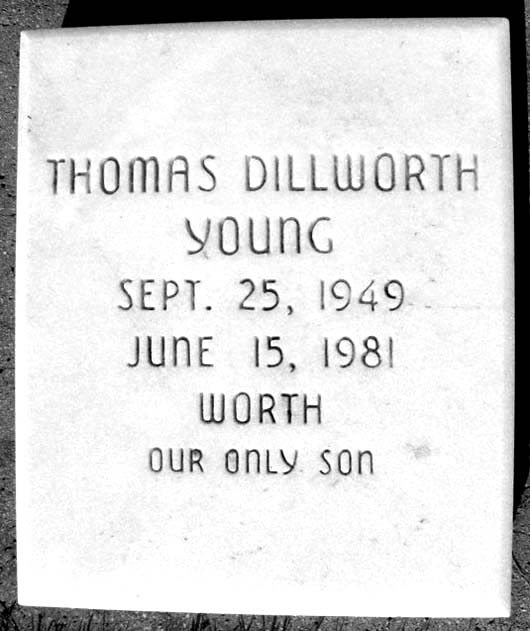 THOMAS DILLWORTH
YOUNG
SEPT. 25, 1949
JUNE 15, 1981
WORTH
OUR ONLY SON